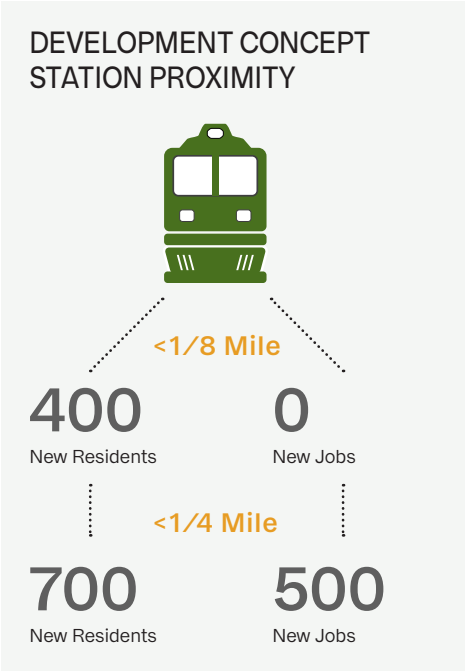 DEVELOPMENT CONCEPT
STATION PROXIMITY
<1/8 Mile
400
New Residents
0
New Jobs
<1/4 Mile
700
New Residents
500
New Jobs